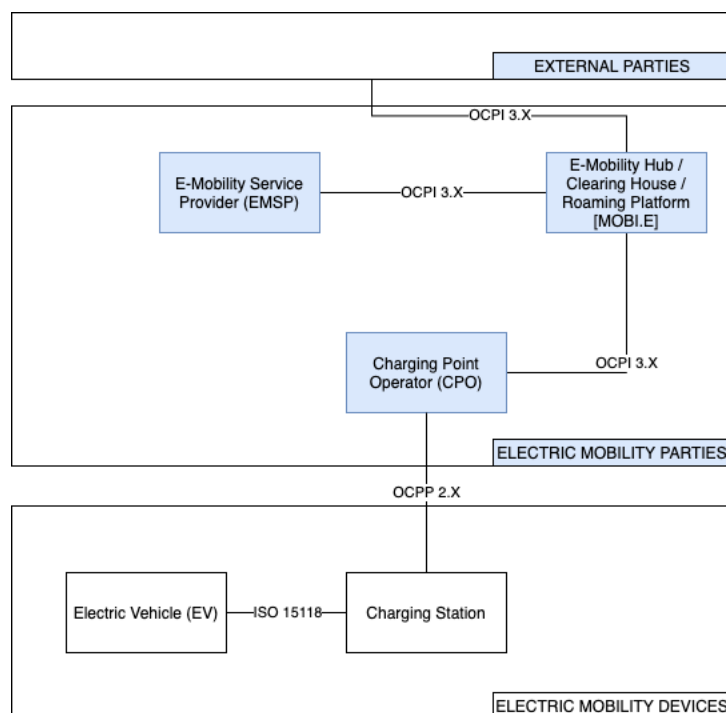 EXTERNAL PARTIES
OCPI 3.X
E-Mobility Service
Provider (EMSP)
OCPI 3.X
E-Mobility Hub /
Clearing House /
Roaming Platform
[MOBI.E]
Charging Point
Operator (CPO)
OCPI 3.X
ELECTRIC MOBILITY PARTIES
OCPP 2.X
Electric Vehicle (EV)
ISO 15118
Charging Station
ELECTRIC MOBILITY DEVICES